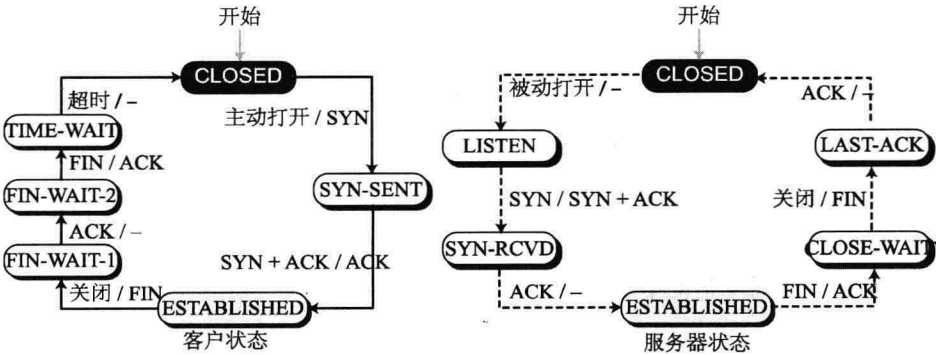 开始
CLOSED
超时 / –
主动打开 / SYN
TIME-WAIT
FIN / ACK
SYN-SENT
FIN-WAIT-2
ACK / –
SYN + ACK / ACK
FIN-WAIT-1
关闭 / FIN
ESTABLISHED
客户状态
开始
CLOSED
被动打开 / –
ACK / –
LISTEN
LAST-ACK
SYN / SYN + ACK
关闭 / FIN
SYN-RCVD
CLOSE-WAIT
ACK / –
FIN / ACK
ESTABLISHED
服务器状态